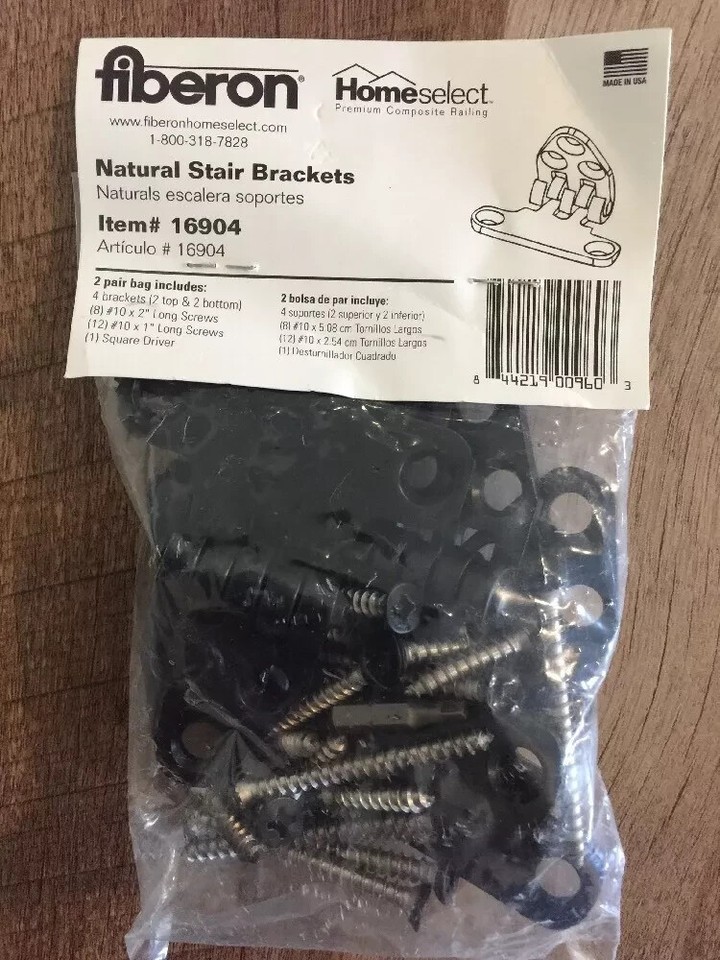 fiberon®
www.fiberonhomeselect.com
1-800-318-7828
Homeselect™
Premium Composite Railing
MADE IN USA
Natural Stair Brackets
Naturals escalera soportes
Item# 16904
Artículo # 16904
2 pair bag includes:
4 brackets (2 top & 2 bottom)
(8) #10 x 2" Long Screws
(12) #10 x 1" Long Screws
(1) Square Driver
2 bolsa de par incluye:
4 suportes (2 superior y 2 inferior)
(8) #10 x 5.08 cm Tornillos Largos
(12) #10 x 2.54 cm Tornillos Largos
(1) Desturnillador Cuadrado
8 44219 00960 3